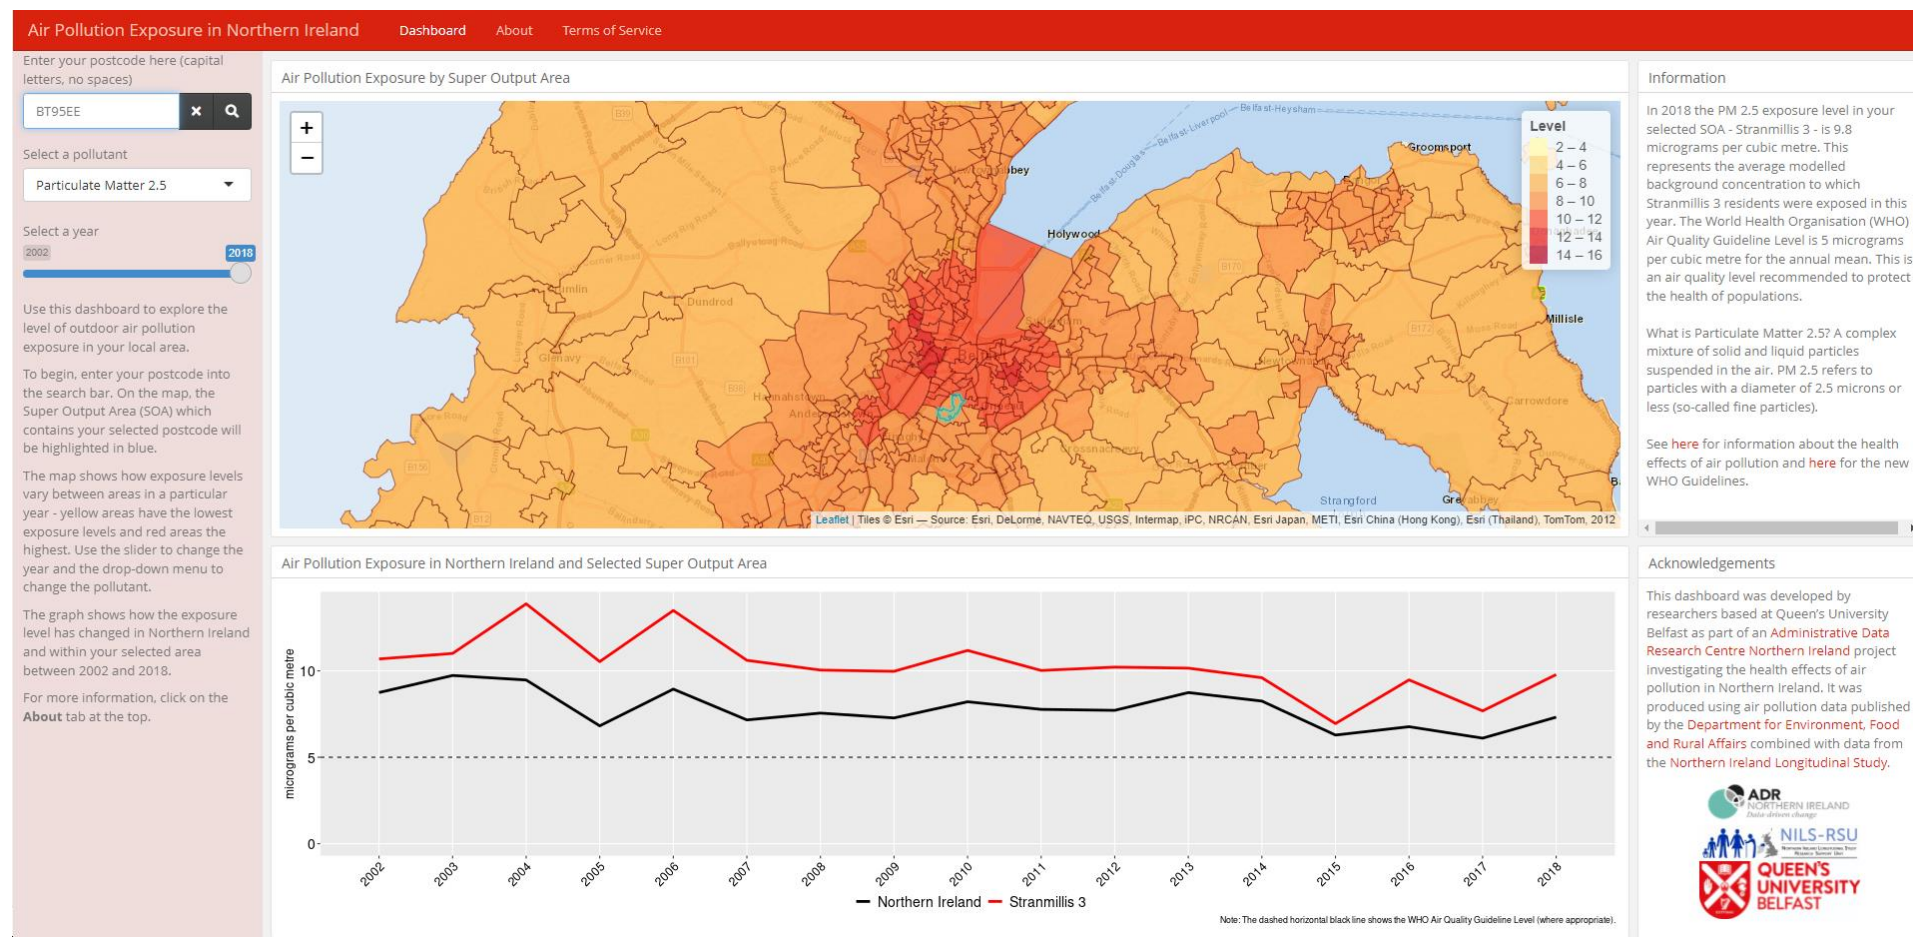 Air Pollution Exposure in Northern Ireland
Dashboard
About
Terms of Service
Enter your postcode here (capital
letters, no spaces)
BT95EE
Select a pollutant
Particulate Matter 2.5
Select a year
2002
2018
Use this dashboard to explore the
level of outdoor air pollution
exposure in your local area.
To begin, enter your postcode into
the search bar. On the map, the
Super Output Area (SOA) which
contains your selected postcode will
be highlighted in blue.
The map shows how exposure levels
vary between areas in a particular
year - yellow areas have the lowest
exposure levels and red areas the
highest. Use the slider to change the
year and the drop-down menu to
change the pollutant.
The graph shows how the exposure
level has changed in Northern Ireland
and within your selected area
between 2002 and 2018.
For more information, click on the
About tab at the top.
Air Pollution Exposure by Super Output Area
+
−
Belfast-Heysham
Belfast-Liverpool
Belfast-Douglas
Groomsport
Holywood
Dundrod
Glenavy
Millisle
Carrowdore
Strangford
B39
B170
B172
B101
B38
B156
B12
Level
2 – 4
4 – 6
6 – 8
8 – 10
10 – 12
12 – 14
14 – 16
Leaflet | Tiles © Esri — Source: Esri, DeLorme, NAVTEQ, USGS, Intermap, iPC, NRCAN, Esri Japan, METI, Esri China (Hong Kong), Esri (Thailand), TomTom, 2012
Information
In 2018 the PM 2.5 exposure level in your
selected SOA - Stranmillis 3 - is 9.8
micrograms per cubic metre. This
represents the average modelled
background concentration to which
Stranmillis 3 residents were exposed in this
year. The World Health Organisation (WHO)
Air Quality Guideline Level is 5 micrograms
per cubic metre for the annual mean. This is
an air quality level recommended to protect
the health of populations.
What is Particulate Matter 2.5? A complex
mixture of solid and liquid particles
suspended in the air. PM 2.5 refers to
particles with a diameter of 2.5 microns or
less (so-called fine particles).
See here for information about the health
effects of air pollution and here for the new
WHO Guidelines.
Air Pollution Exposure in Northern Ireland and Selected Super Output Area
micrograms per cubic metre
10
5
0
2002
2003
2004
2005
2006
2007
2008
2009
2010
2011
2012
2013
2014
2015
2016
2017
2018
Northern Ireland
Stranmillis 3
Note: The dashed horizontal black line shows the WHO Air Quality Guideline Level (where appropriate).
Acknowledgements
This dashboard was developed by
researchers based at Queen's University
Belfast as part of an Administrative Data
Research Centre Northern Ireland project
investigating the health effects of air
pollution in Northern Ireland. It was
produced using air pollution data published
by the Department for Environment, Food
and Rural Affairs combined with data from
the Northern Ireland Longitudinal Study.
ADR
NORTHERN IRELAND
Data-driven change
NILS-RSU
QUEEN'S
UNIVERSITY
BELFAST